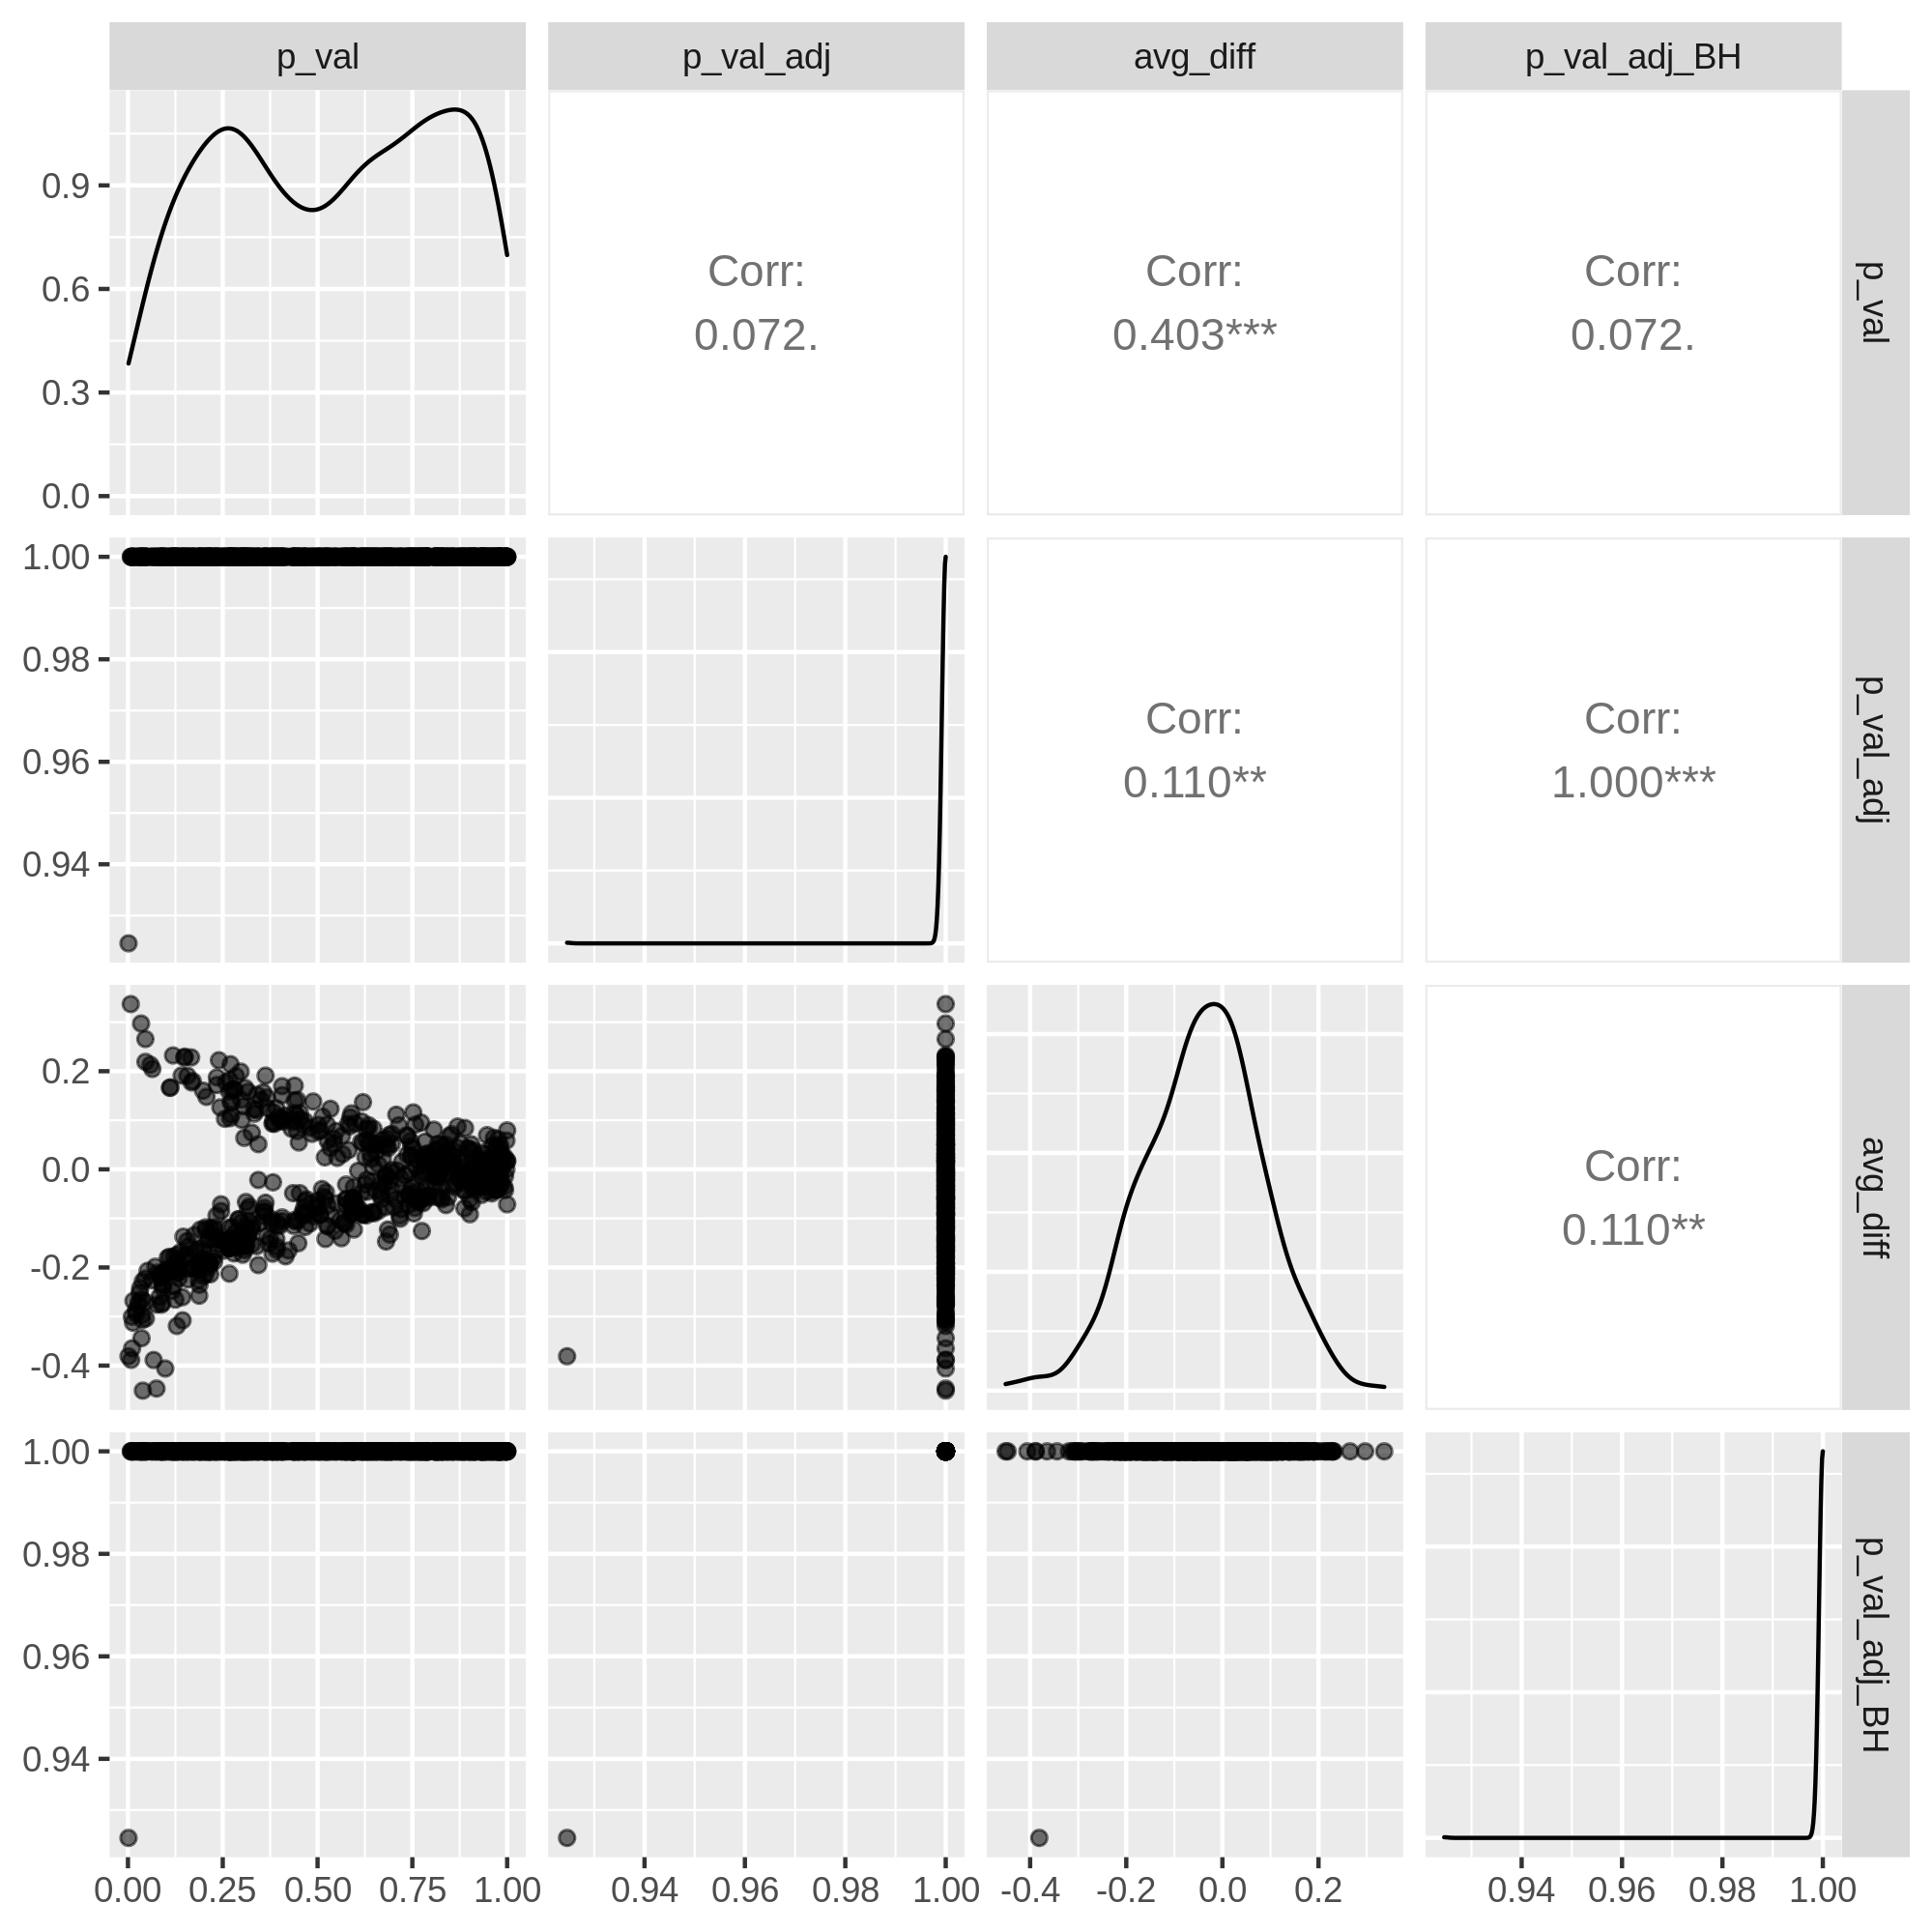 p_val
p_val_adj
avg_diff
p_val_adj_BH
0.9
0.6
0.3
0.0
Corr:
0.072.
Corr:
0.403***
Corr:
0.072.
p_val
1.00
0.98
0.96
0.94
Corr:
0.110**
Corr:
1.000***
p_val_adj
0.2
0.0
-0.2
-0.4
Corr:
0.110**
avg_diff
1.00
0.98
0.96
0.94
p_val_adj_BH
0.00 0.25 0.50 0.75 1.00
0.94 0.96 0.98 1.00
-0.4 -0.2 0.0 0.2
0.94 0.96 0.98 1.00